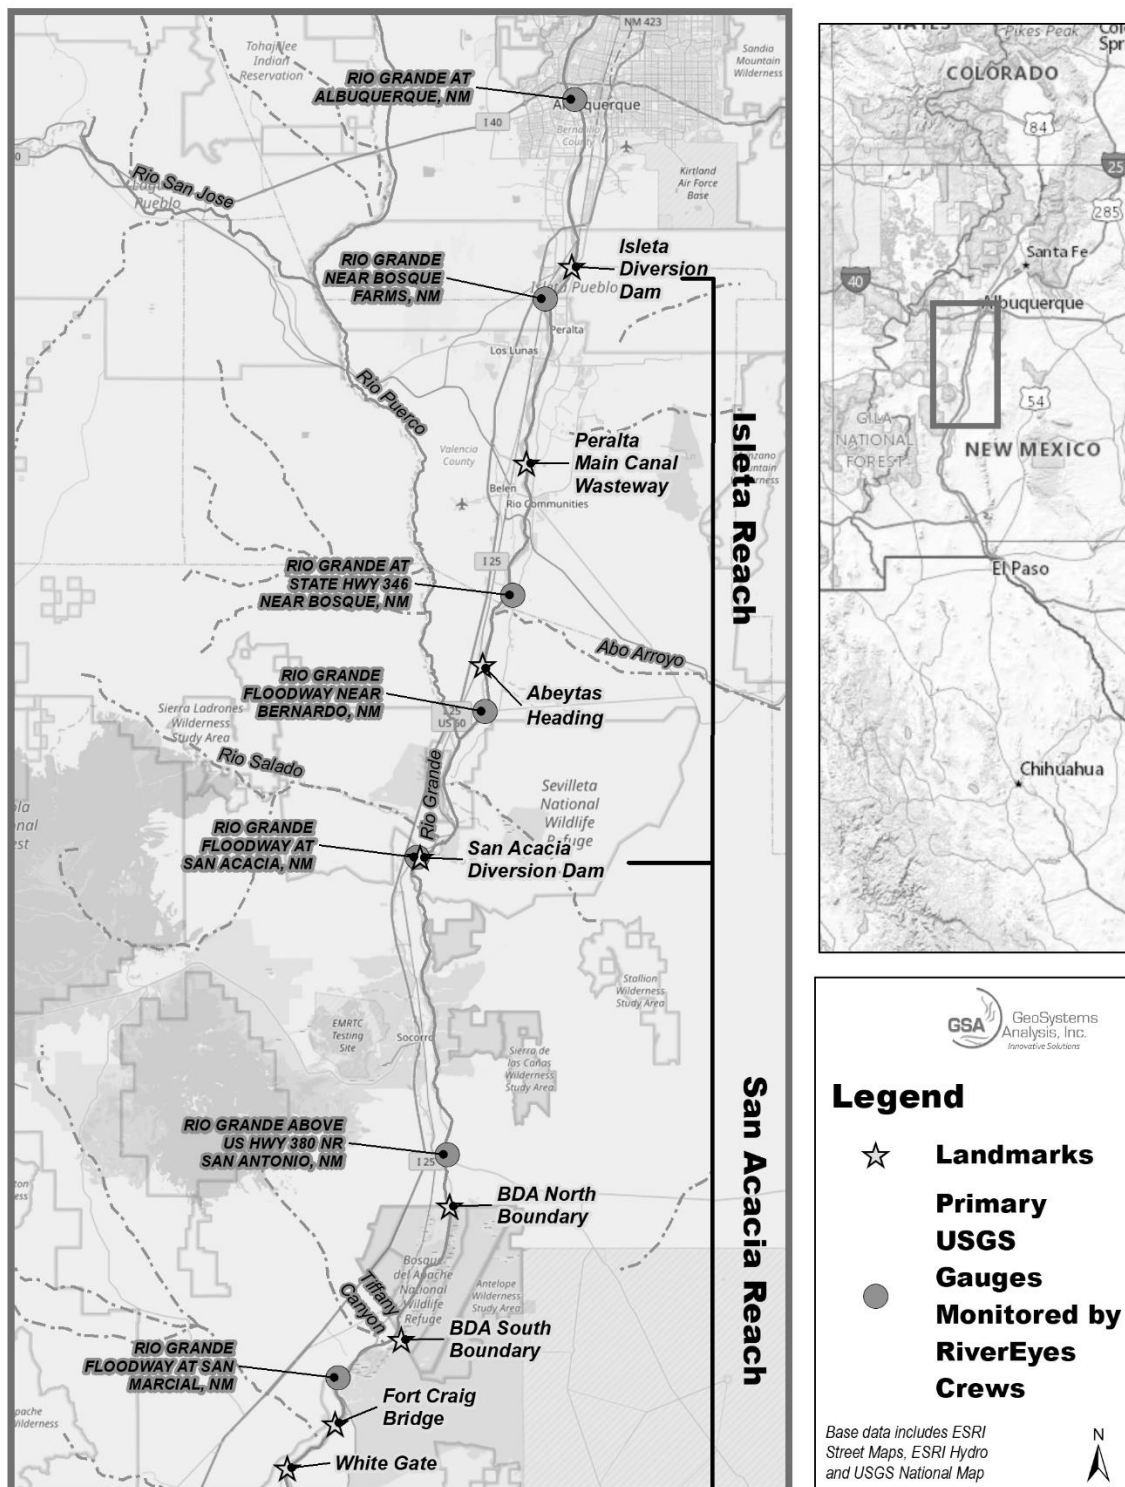 NM 423
Tohajiilee
Indian
Reservation
Sandia
Mountain
Wilderness
RIO GRANDE AT
ALBUQUERQUE, NM
Albuquerque
I 40
Bernalillo
County
Kirtland
Air Force
Base
Rio San Jose
Laguna
Pueblo
Isleta
Diversion
Dam
RIO GRANDE
NEAR BOSQUE
FARMS, NM
Isleta Pueblo
Peralta
Los Lunas
Rio Puerco
Isleta Reach
Peralta
Main Canal
Wasteway
Valencia
County
Belen
Rio Communities
I 25
RIO GRANDE AT
STATE HWY 346
NEAR BOSQUE, NM
Abo Arroyo
RIO GRANDE
FLOODWAY NEAR
BERNARDO, NM
Abeytas
Heading
Sierra Ladrones
Wilderness
Study Area
I 25
US 60
Rio Salado
Rio Grande
Sevilleta
National
Wildlife
Refuge
RIO GRANDE
FLOODWAY AT
SAN ACACIA, NM
San Acacia
Diversion Dam
Stallion
Wilderness
Study Area
EMRTC
Testing
Site
Socorro
Sierra de
las Cañas
Wilderness
Study Area
San Acacia Reach
RIO GRANDE ABOVE
US HWY 380 NR
SAN ANTONIO, NM
I 25
BDA North
Boundary
Bosque
del Apache
National
Wildlife
Refuge
Antelope
Wilderness
Study Area
Tiffany
Canyon
BDA South
Boundary
RIO GRANDE
FLOODWAY AT SAN
MARCIAL, NM
Fort Craig
Bridge
White Gate
STATES
Pikes Peak
Spr
COLORADO
84
25
285
Santa Fe
40
Albuquerque
54
GILA
NATIONAL
FOREST
NEW MEXICO
El Paso
Chihuahua
GSA
GeoSystems
Analysis, Inc.
Innovative Solutions
Legend
Landmarks
Primary
USGS
Gauges
Monitored by
RiverEyes
Crews
Base data includes ESRI
Street Maps, ESRI Hydro
and USGS National Map
N